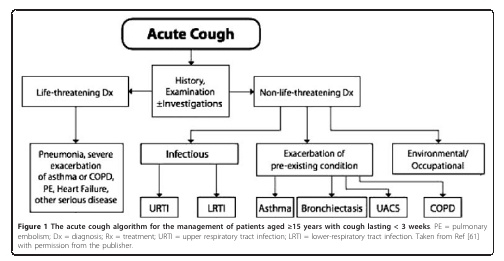 Acute Cough
Life-threatening Dx
History,
Examination
±Investigations
Non-life-threatening Dx
Pneumonia, severe
exacerbation
of asthma or COPD,
PE, Heart Failure,
other serious disease
Infectious
Exacerbation of
pre-existing condition
Environmental/
Occupational
URTI
LRTI
Asthma
Bronchiectasis
UACS
COPD
Figure 1 The acute cough algorithm for the management of patients aged ≥15 years with cough lasting < 3 weeks. PE = pulmonary
embolism; Dx = diagnosis; Rx = treatment; URTI = upper respiratory tract infection; LRTI = lower-respiratory tract infection. Taken from Ref [61]
with permission from the publisher.